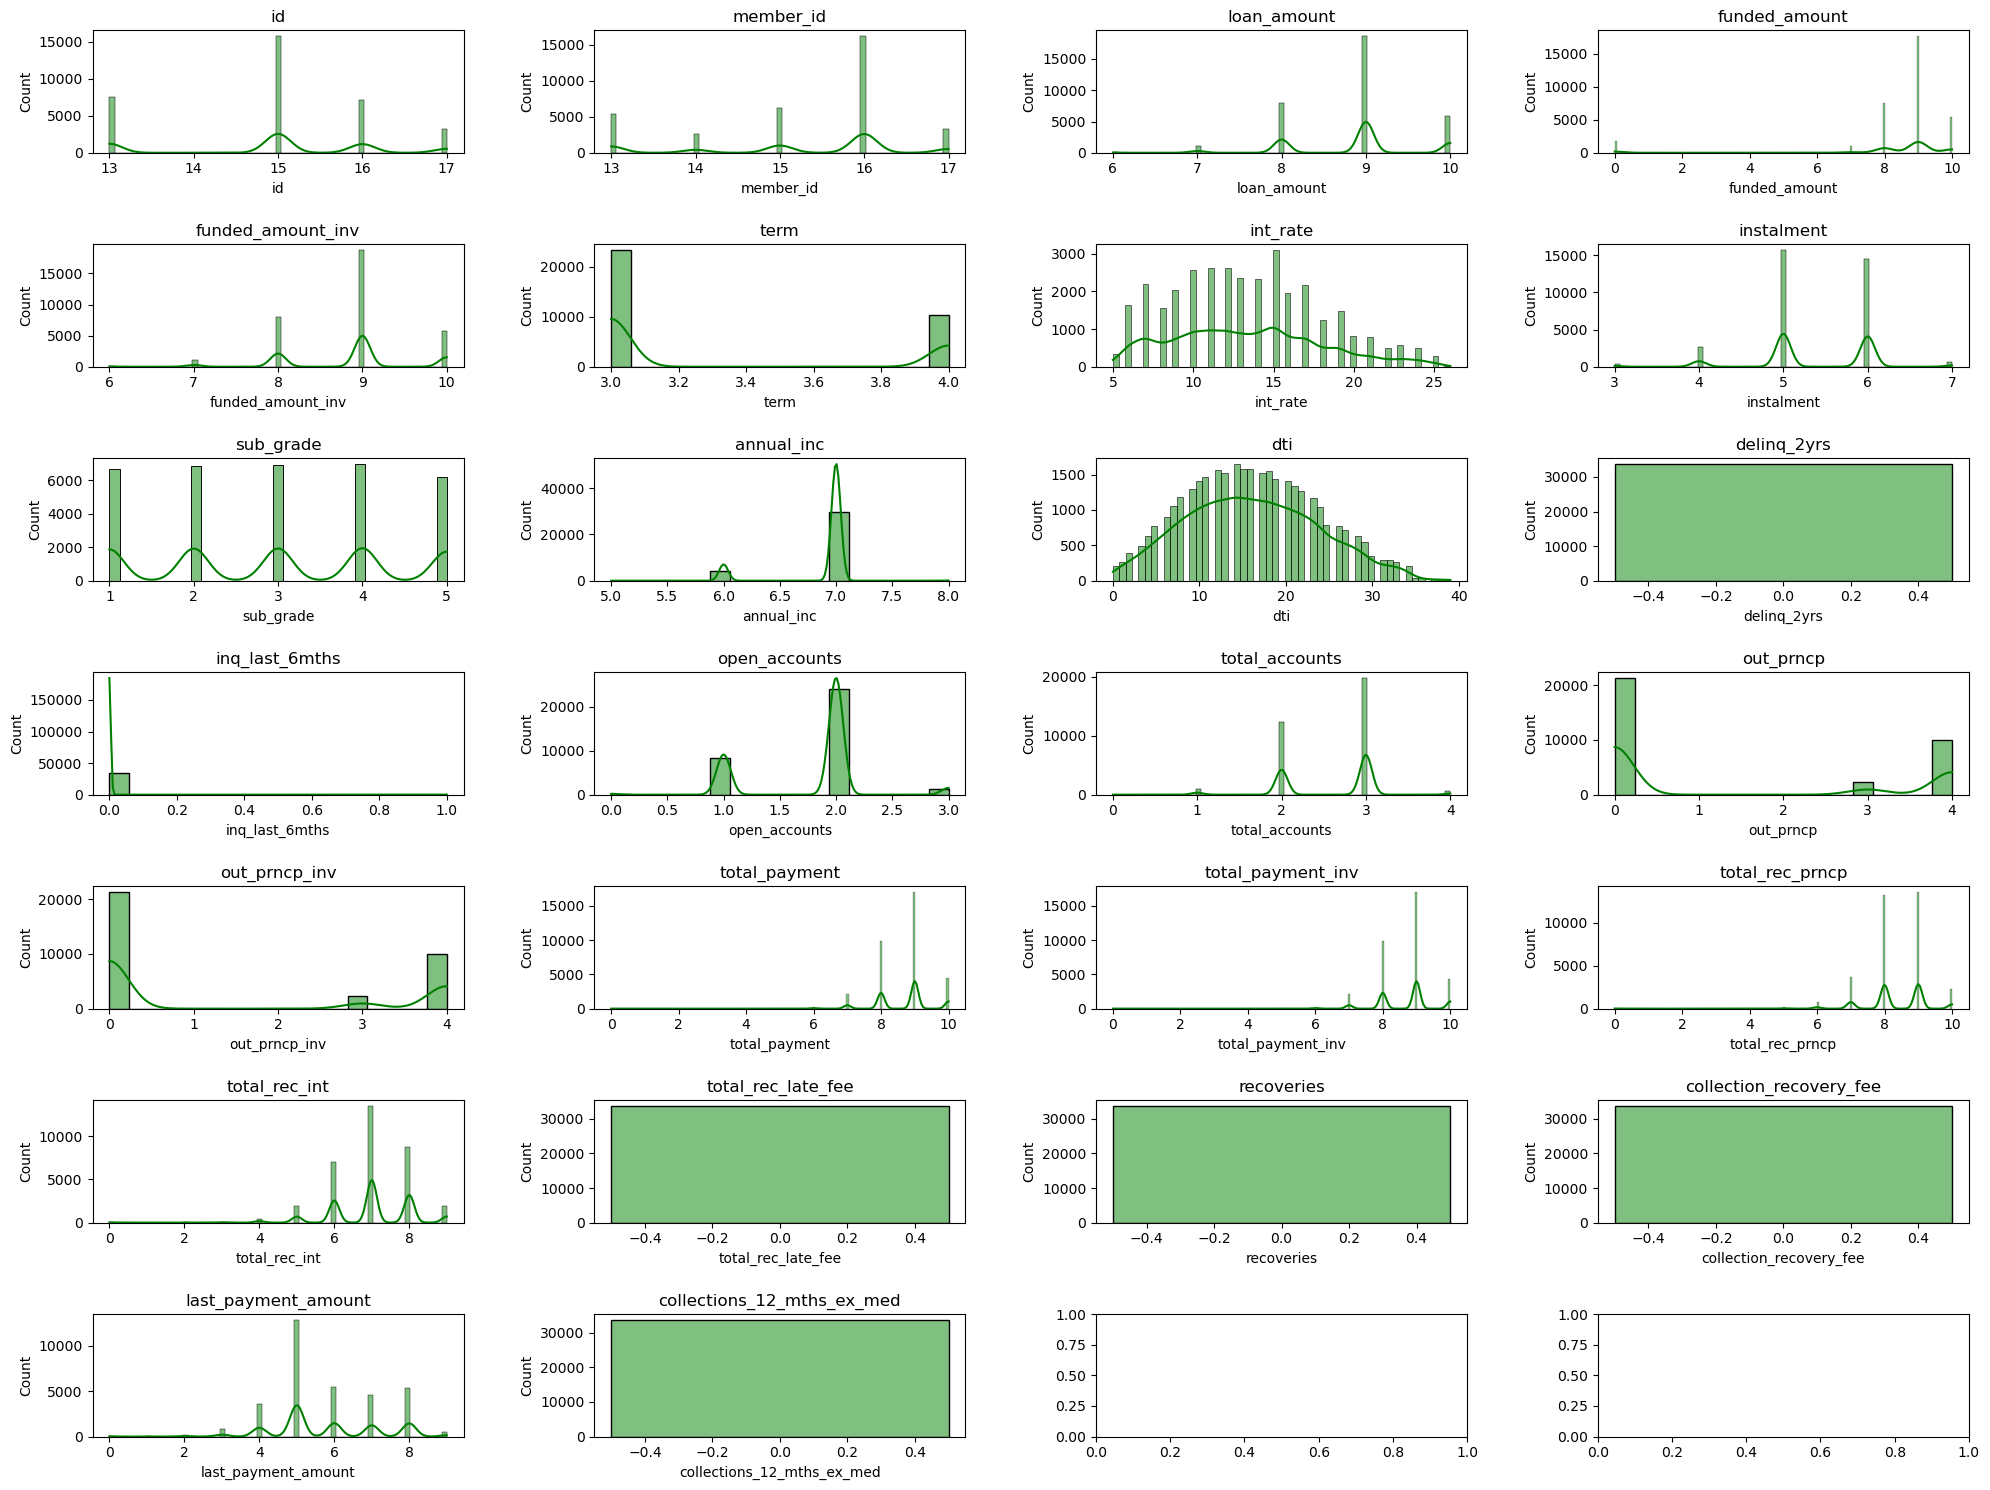 id member_id loan_amount funded_amount
15000 10000 5000 0 Count 13 14 15 16 17 id
15000 10000 5000 0 Count 13 14 15 16 17 member_id
15000 10000 5000 0 Count 6 7 8 9 10 loan_amount
15000 10000 5000 0 Count 0 2 4 6 8 10 funded_amount
funded_amount_inv term int_rate instalment
15000 10000 5000 0 Count 6 7 8 9 10 funded_amount_inv
20000 10000 0 Count 3.0 3.2 3.4 3.6 3.8 4.0 term
3000 2000 1000 0 Count 5 10 15 20 25 int_rate
15000 10000 5000 0 Count 3 4 5 6 7 instalment
sub_grade annual_inc dti delinq_2yrs
6000 4000 2000 0 Count 1 2 3 4 5 sub_grade
40000 20000 0 Count 5.0 5.5 6.0 6.5 7.0 7.5 8.0 annual_inc
1500 1000 500 0 Count 0 10 20 30 40 dti
30000 20000 10000 0 Count −0.4 −0.2 0.0 0.2 0.4 delinq_2yrs
inq_last_6mths open_accounts total_accounts out_prncp
150000 100000 50000 0 Count 0.0 0.2 0.4 0.6 0.8 1.0 inq_last_6mths
20000 10000 0 Count 0.0 0.5 1.0 1.5 2.0 2.5 3.0 open_accounts
20000 10000 0 Count 0 1 2 3 4 total_accounts
20000 10000 0 Count 0 1 2 3 4 out_prncp
out_prncp_inv total_payment total_payment_inv total_rec_prncp
20000 10000 0 Count 0 1 2 3 4 out_prncp_inv
15000 10000 5000 0 Count 0 2 4 6 8 10 total_payment
15000 10000 5000 0 Count 0 2 4 6 8 10 total_payment_inv
10000 5000 0 Count 0 2 4 6 8 10 total_rec_prncp
total_rec_int total_rec_late_fee recoveries collection_recovery_fee
10000 5000 0 Count 0 2 4 6 8 total_rec_int
30000 20000 10000 0 Count −0.4 −0.2 0.0 0.2 0.4 total_rec_late_fee
30000 20000 10000 0 Count −0.4 −0.2 0.0 0.2 0.4 recoveries
30000 20000 10000 0 Count −0.4 −0.2 0.0 0.2 0.4 collection_recovery_fee
last_payment_amount collections_12_mths_ex_med
10000 5000 0 Count 0 2 4 6 8 last_payment_amount
30000 20000 10000 0 Count −0.4 −0.2 0.0 0.2 0.4 collections_12_mths_ex_med
1.00 0.75 0.50 0.25 0.00 0.0 0.2 0.4 0.6 0.8 1.0
1.00 0.75 0.50 0.25 0.00 0.0 0.2 0.4 0.6 0.8 1.0